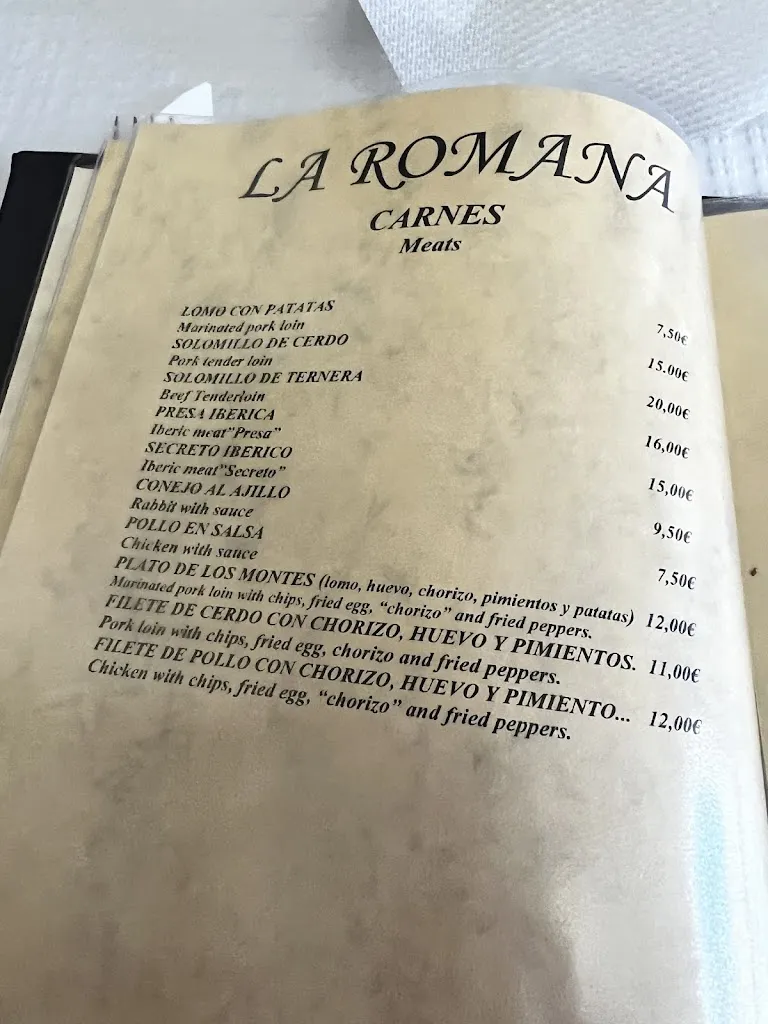 LA ROMANA
CARNES
Meats
LOMO CON PATATAS 7,50€
Marinated pork loin
SOLOMILLO DE CERDO 15.00€
Pork tender loin
SOLOMILLO DE TERNERA 20,00€
Beef Tenderloin
PRESA IBERICA 16,00€
Iberic meat"Presa"
SECRETO IBERICO 15,00€
Iberic meat"Secreto"
CONEJO AL AJILLO 9,50€
Rabbit with sauce
POLLO EN SALSA 7,50€
Chicken with sauce
PLATO DE LOS MONTES (lomo, huevo, chorizo, pimientos y patatas) 12,00€
Marinated pork loin with chips, fried egg, "chorizo" and fried peppers.
FILETE DE CERDO CON CHORIZO, HUEVO Y PIMIENTOS. 11,00€
Pork loin with chips, fried egg, chorizo and fried peppers.
FILETE DE POLLO CON CHORIZO, HUEVO Y PIMIENTO... 12,00€
Chicken with chips, fried egg, "chorizo" and fried peppers.